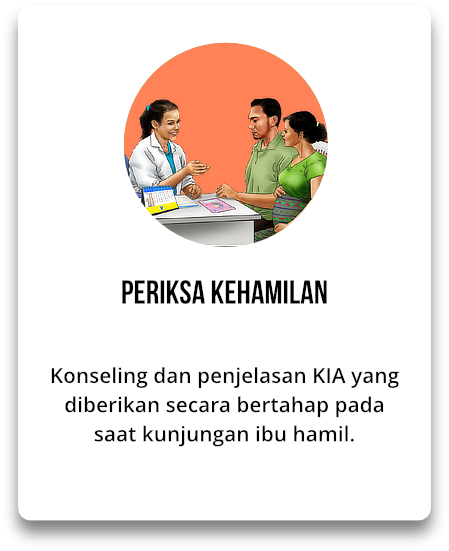 PERIKSA KEHAMILAN
Konseling dan penjelasan KIA yang
diberikan secara bertahap pada
saat kunjungan ibu hamil.